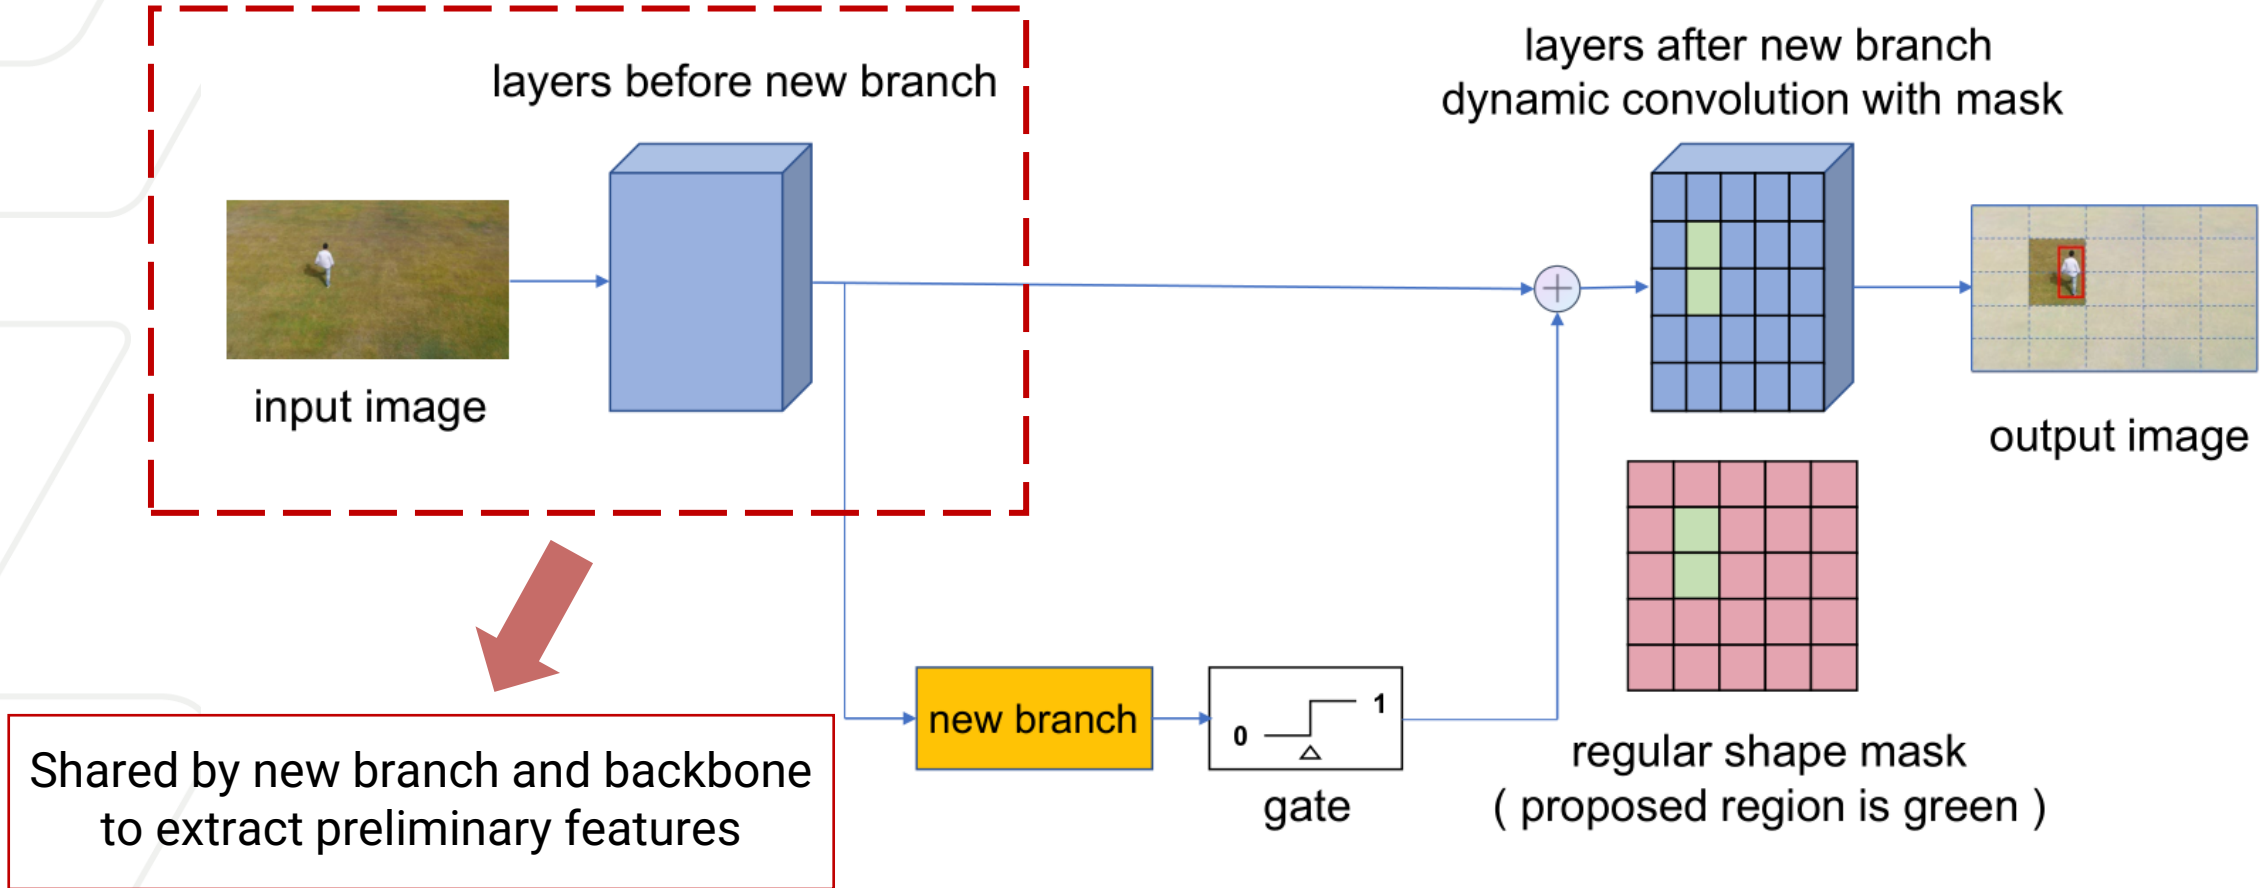 layers before new branch
input image
layers after new branch
dynamic convolution with mask
output image
Shared by new branch and backbone
to extract preliminary features
new branch
0
1
gate
regular shape mask
( proposed region is green )